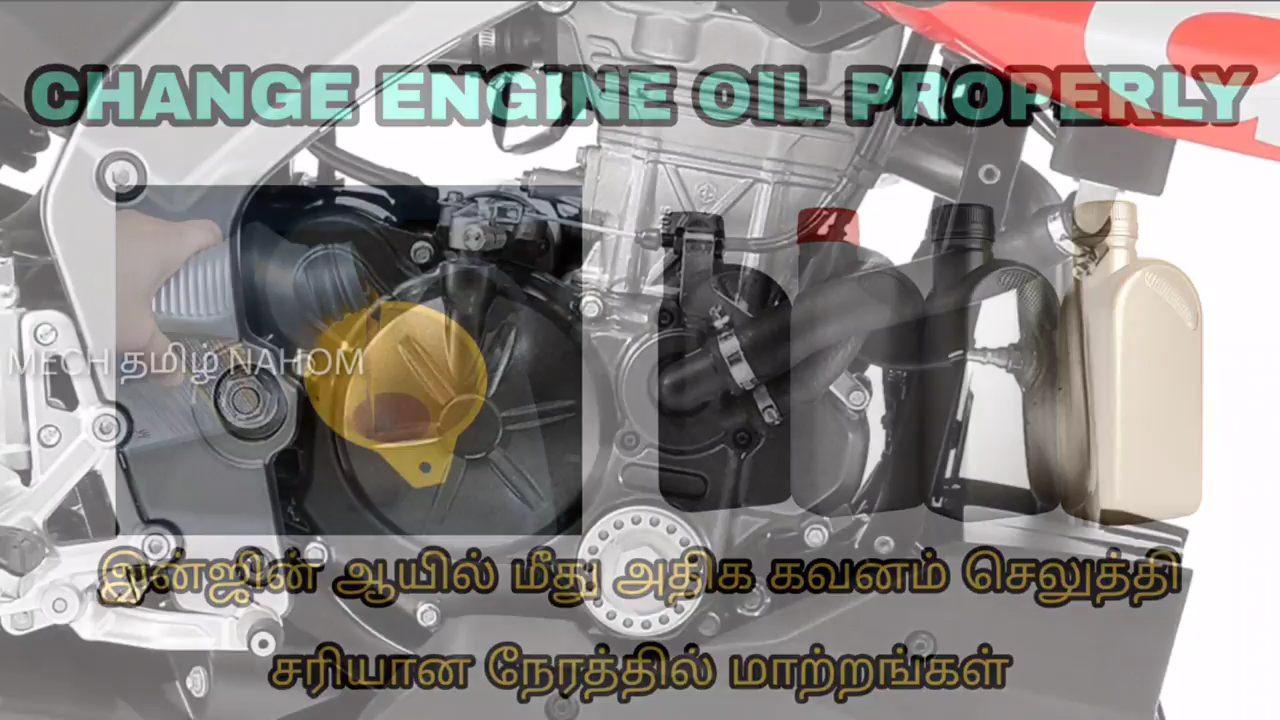 CHANGE ENGINE OIL PROPERLY
MECH தமிழ் NAHOM
இன்ஜின் ஆயில் மீது அதிக கவனம் செலுத்தி
சரியான நேரத்தில் மாற்றங்கள்